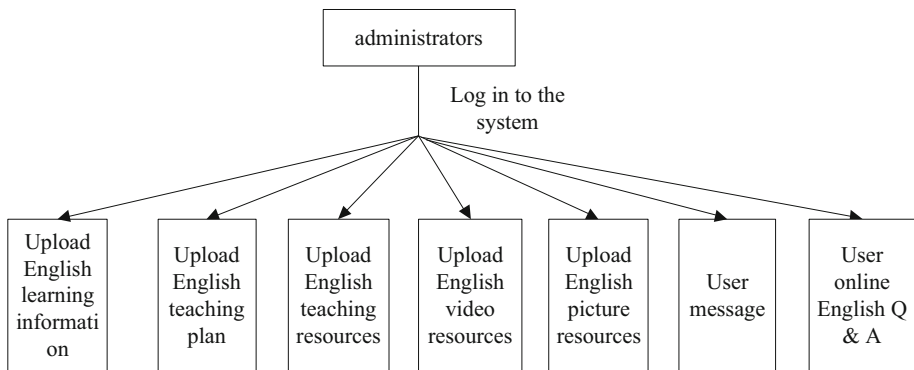 administrators
Log in to the
system
Upload
English
learning
informati
on
Upload
English
teaching
plan
Upload
English
teaching
resources
Upload
English
video
resources
Upload
English
picture
resources
User
message
User
online
English Q
& A